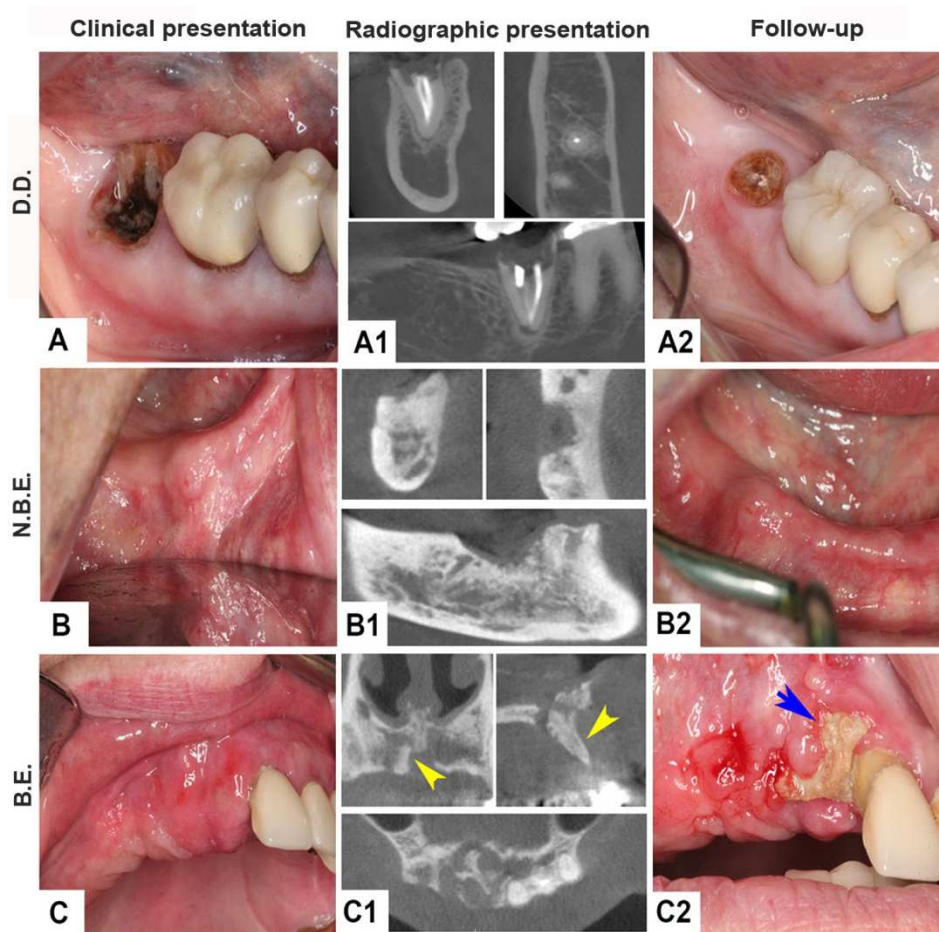 Clinical presentation
Radiographic presentation
Follow-up
D.D.
A
A1
A2
N.B.E.
B
B1
B2
B.E.
C
C1
C2